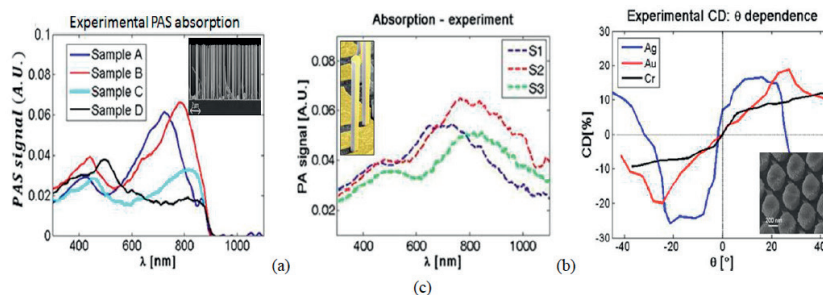 Experimental PAS absorption
PAS signal (A.U.)
0.1
0.08
0.06
0.04
0.02
0
Sample A
Sample B
Sample C
Sample D
400 600 800 1000
λ [nm]
(a)
Absorption - experiment
PA signal [A.U.]
0.08
0.06
0.04
0.02
S1
S2
S3
400 600 800 1000
λ [nm]
(b)
Experimental CD: θ dependence
CD[%]
30
20
10
0
-10
-20
-30
Ag
Au
Cr
200 nm
-40 -20 0 20 40
θ [°]
(c)